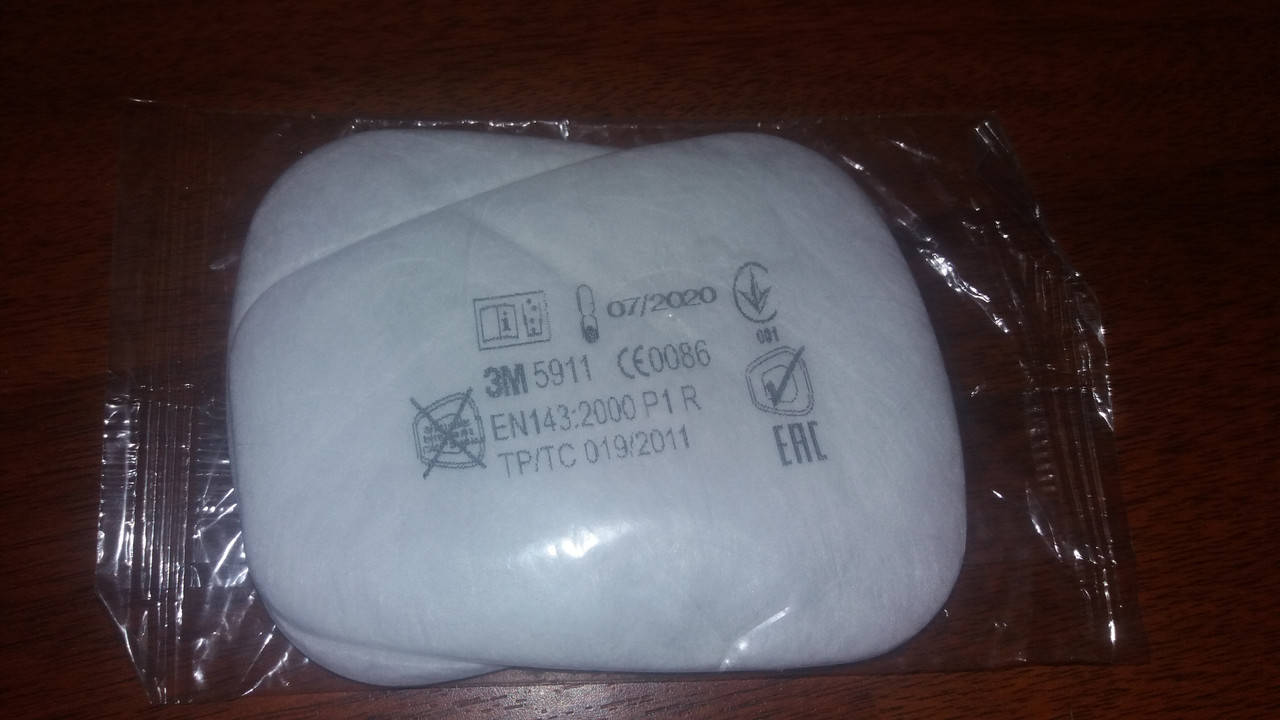 07/2020
001
3M 5911 CE0086
EN143:2000 P1 R
TP/TC 019/2011
EAC